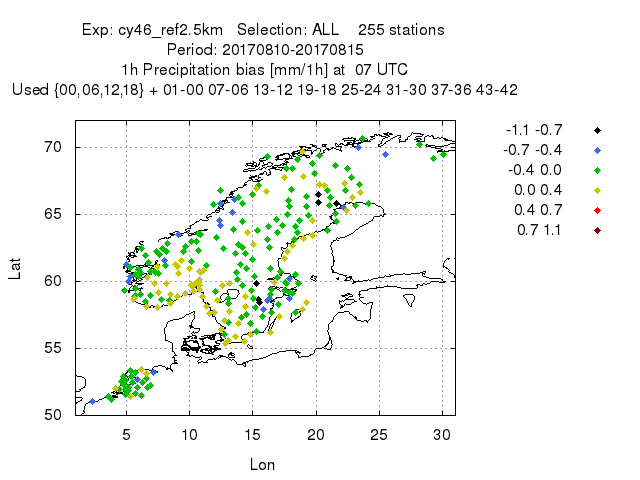 Exp: cy46_ref2.5km   Selection: ALL    255 stations
Period: 20170810-20170815
1h Precipitation bias [mm/1h] at  07 UTC
Used {00,06,12,18} + 01-00 07-06 13-12 19-18 25-24 31-30 37-36 43-42
-1.1 -0.7
-0.7 -0.4
-0.4 0.0
0.0 0.4
0.4 0.7
0.7 1.1
70
65
60
55
50
Lat
5 10 15 20 25 30
Lon